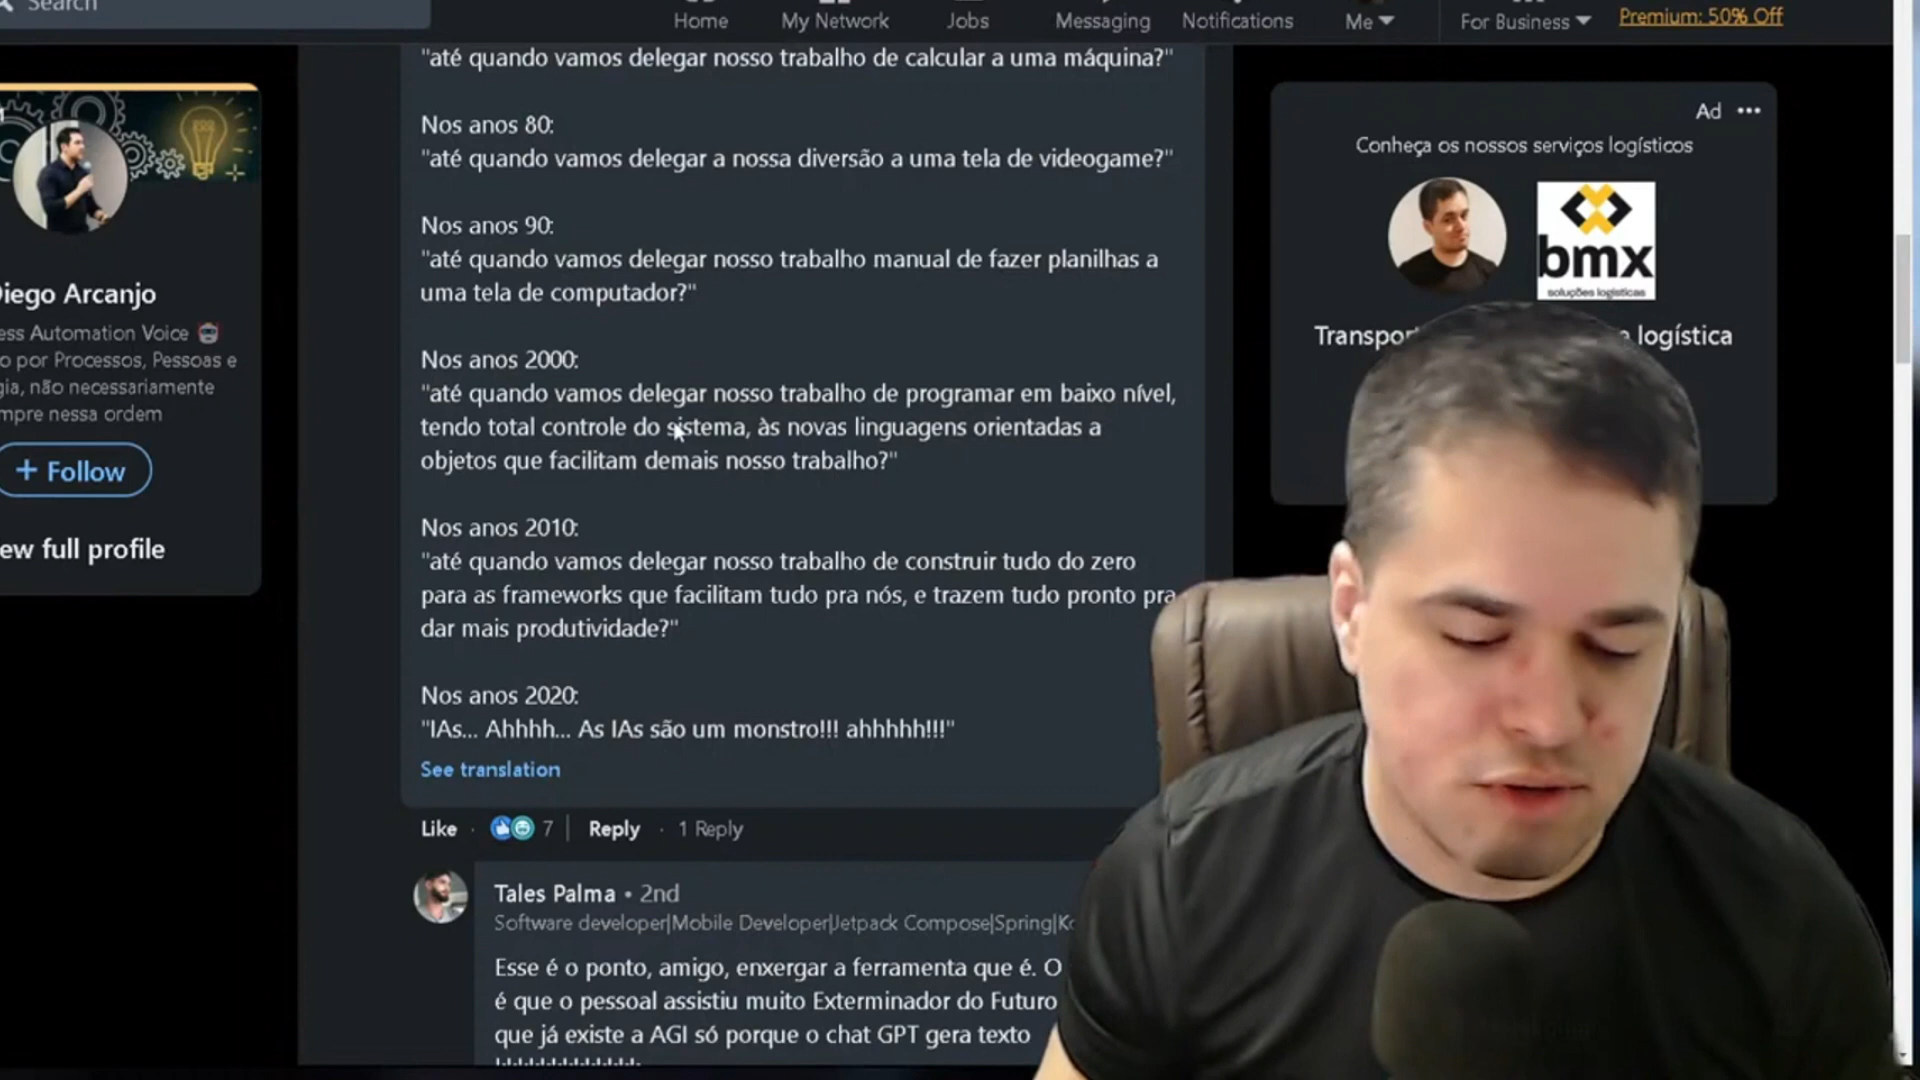 Search
Home
My Network
Jobs
Messaging
Notifications
Me
For Business
Premium: 50% Off
"até quando vamos delegar nosso trabalho de calcular a uma máquina?"
Nos anos 80:
"até quando vamos delegar a nossa diversão a uma tela de videogame?"
Nos anos 90:
"até quando vamos delegar nosso trabalho manual de fazer planilhas a
uma tela de computador?"
Nos anos 2000:
"até quando vamos delegar nosso trabalho de programar em baixo nível,
tendo total controle do sistema, às novas linguagens orientadas a
objetos que facilitam demais nosso trabalho?"
Nos anos 2010:
"até quando vamos delegar nosso trabalho de construir tudo do zero
para as frameworks que facilitam tudo pra nós, e trazem tudo pronto pra
dar mais produtividade?"
Nos anos 2020:
"IAs... Ahhhh... As IAs são um monstro!!! ahhhhh!!!"
See translation
Like
7
Reply
1 Reply
Tales Palma • 2nd
Software developer|Mobile Developer|Jetpack Compose|Spring|
Esse é o ponto, amigo, enxergar a ferramenta que é. O
é que o pessoal assistiu muito Exterminador do Futuro
que já existe a AGI só porque o chat GPT gera texto
iego Arcanjo
ess Automation Voice
o por Processos, Pessoas e
gia, não necessariamente
mpre nessa ordem
+ Follow
ew full profile
Ad
Conheça os nossos serviços logísticos
bmx
soluções logísticas
Transpor
logística